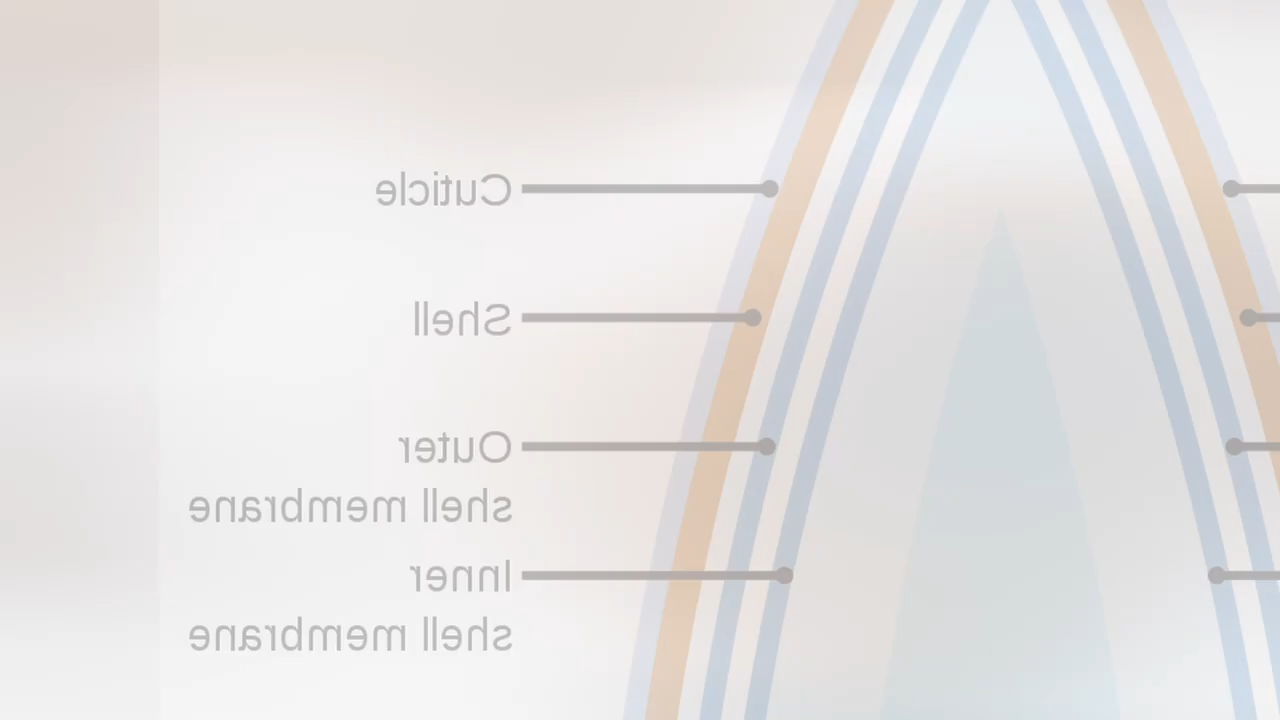 Cuticle
Shell
Outer
shell membrane
Inner
shell membrane